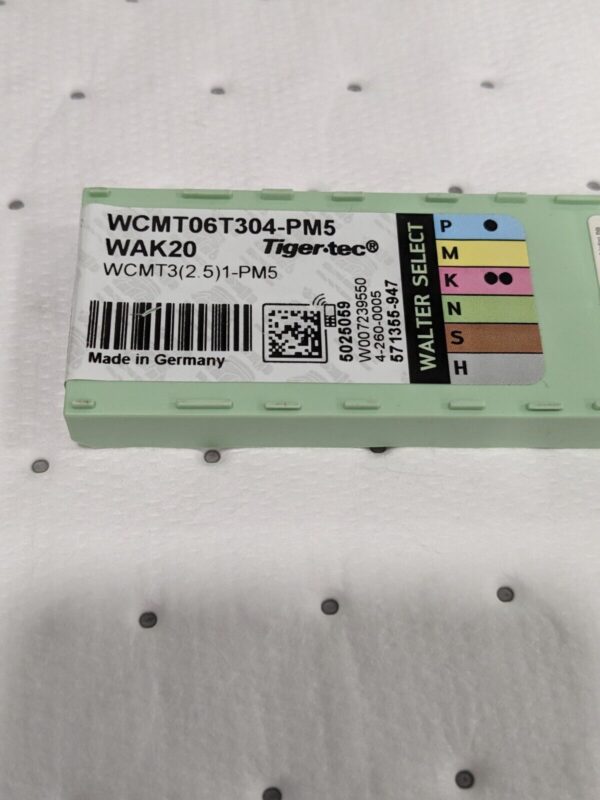 WCMT06T304-PM5
WAK20 Tiger·tec®
WCMT3(2.5)1-PM5
Made in Germany
5025059
W007239550
4-260-0005
571355-947
WALTER SELECT
P
M
K
N
S
H